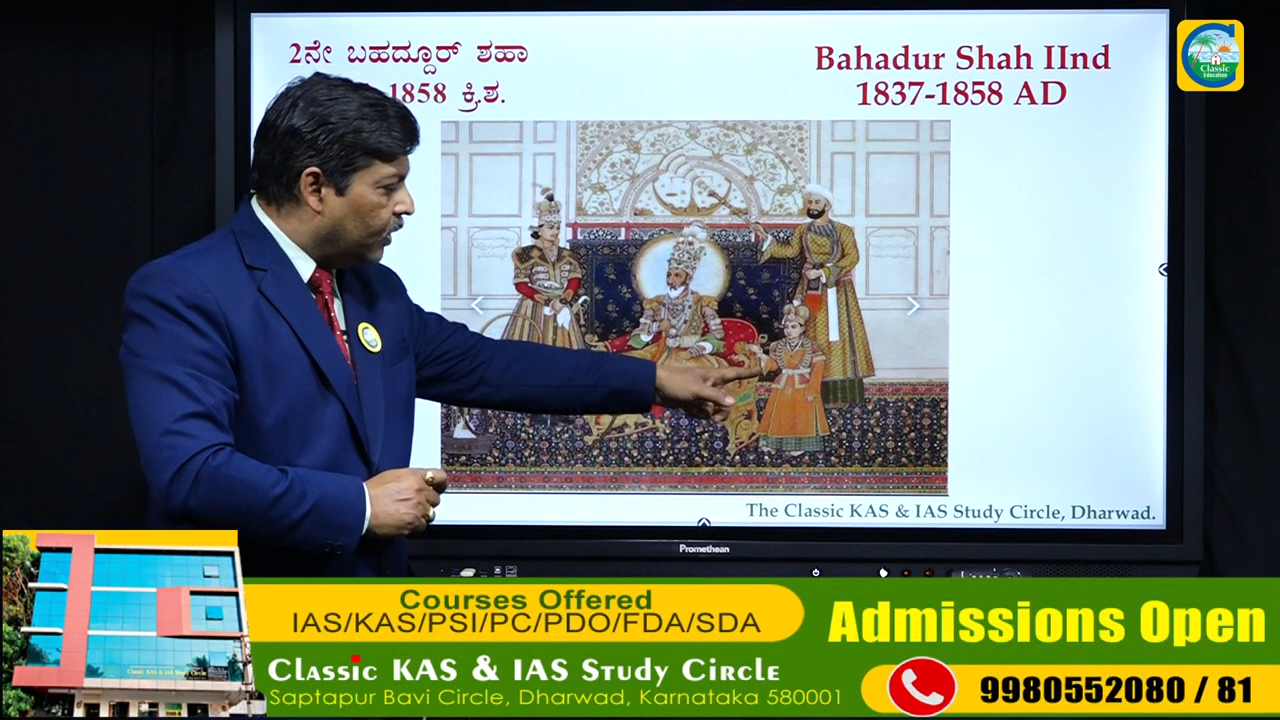 2ನೇ ಬಹದ್ದೂರ್ ಶಹಾ
1858 ಕ್ರಿ.ಶ.
Bahadur Shah IInd
1837-1858 AD
Classic
Education
The Classic KAS & IAS Study Circle, Dharwad.
Promethean
Courses Offered
IAS/KAS/PSI/PC/PDO/FDA/SDA
Classic KAS & IAS Study Circle
Saptapur Bavi Circle, Dharwad, Karnataka 580001
Admissions Open
9980552080 / 81